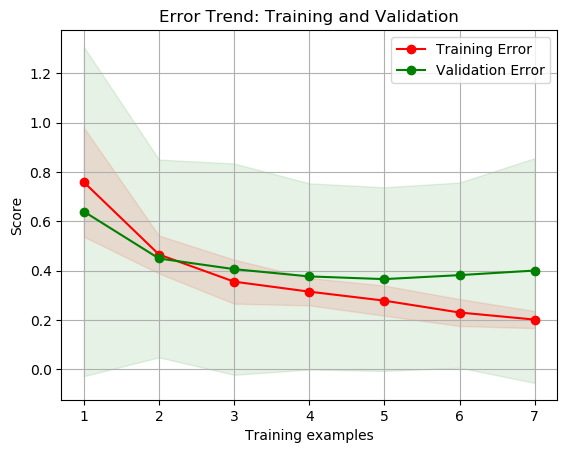 Error Trend: Training and Validation
Training Error
Validation Error
Score
1.2
1.0
0.8
0.6
0.4
0.2
0.0
1 2 3 4 5 6 7
Training examples